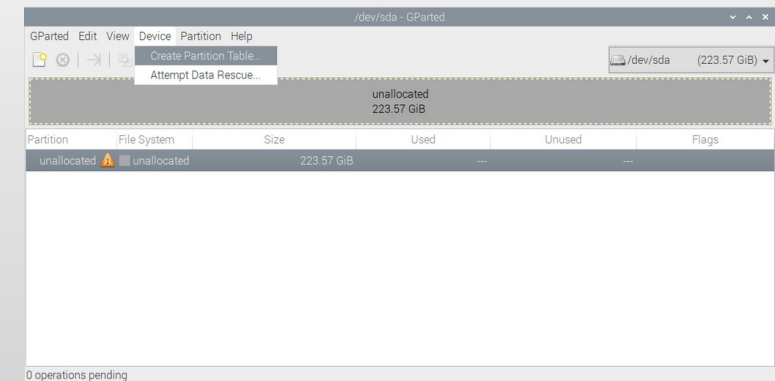 /dev/sda - GParted
GParted Edit View Device Partition Help
Create Partition Table...
Attempt Data Rescue...
/dev/sda (223.57 GiB)
unallocated
223.57 GiB
Partition File System Size Used Unused Flags
unallocated unallocated 223.57 GiB --- ---
0 operations pending